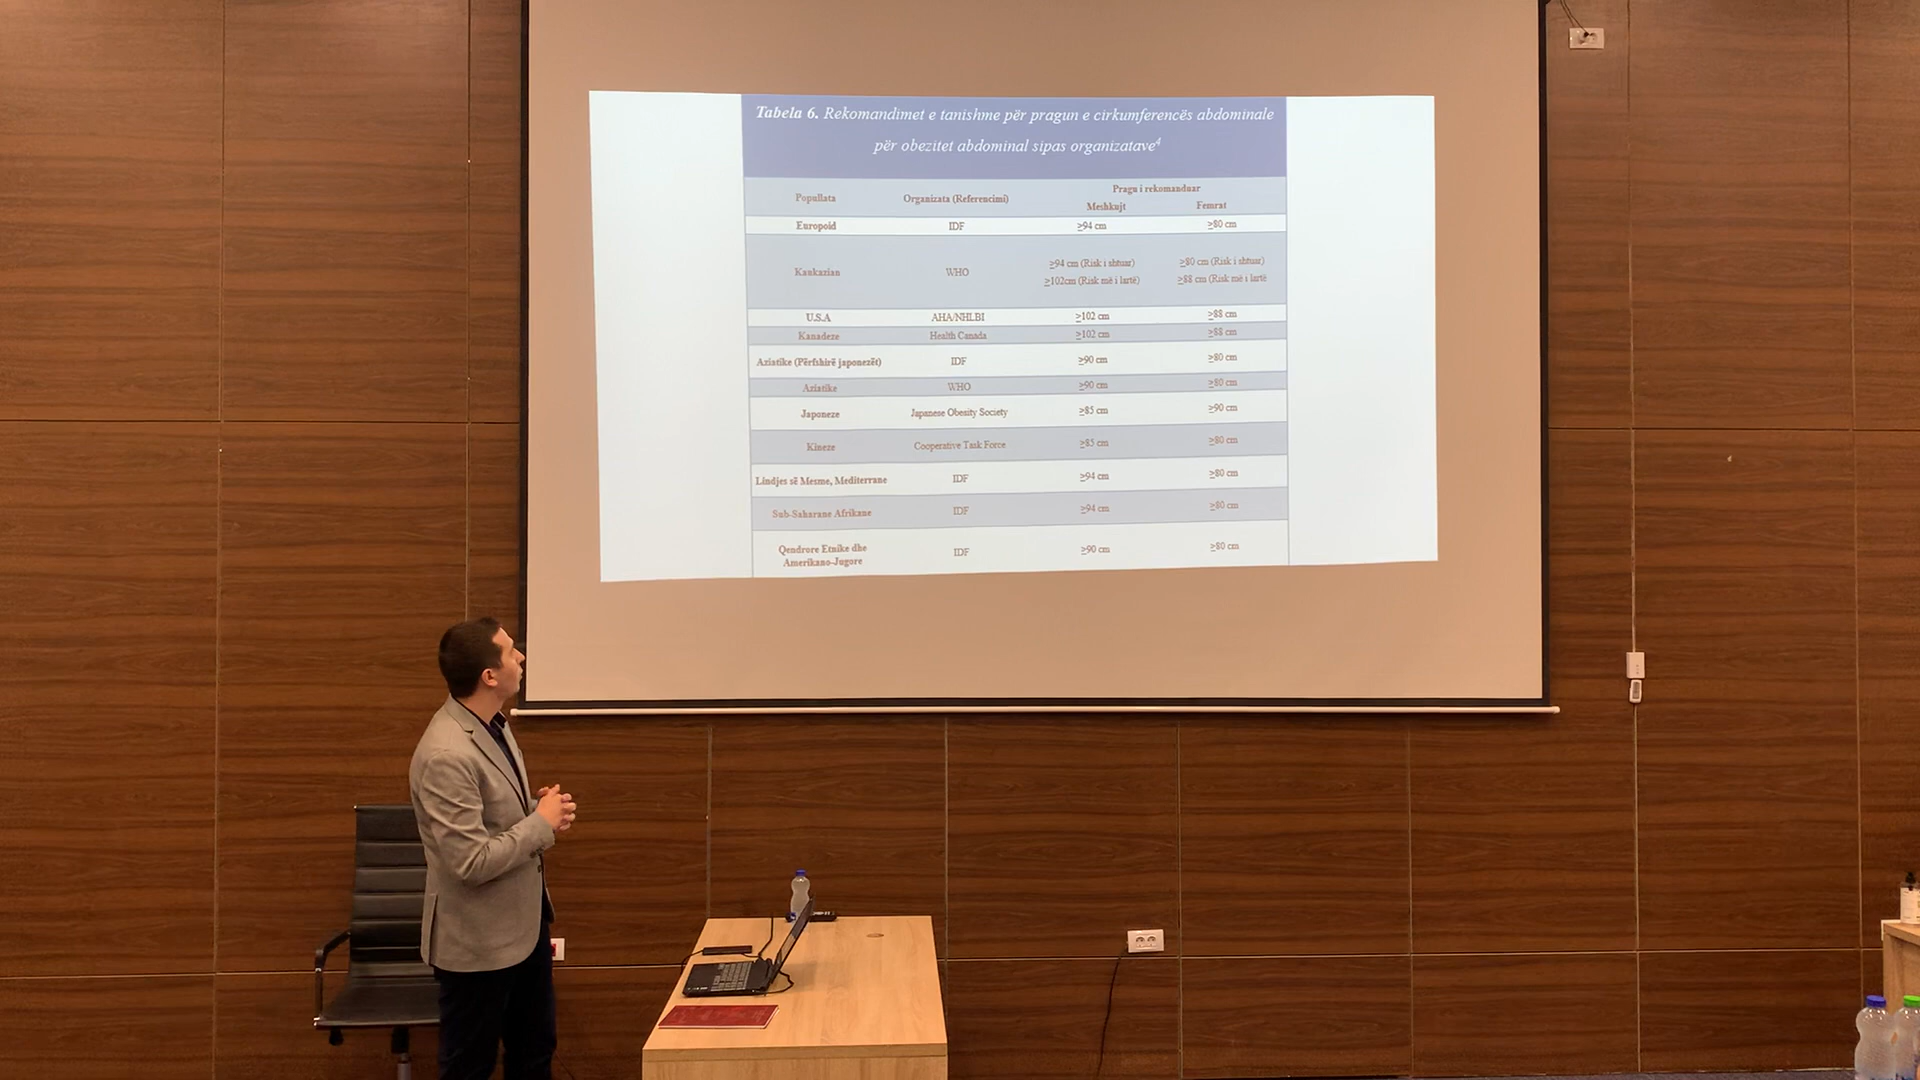 Tabela 6. Rekomandimet e tanishme për pragun e cirkumferencës abdominale
për obezitet abdominal sipas organizatave⁴
Popullata Organizata (Referencimi) Pragu i rekomanduar
Meshkujt Femrat
Europoid IDF ≥94 cm ≥80 cm
Kaukazian WHO ≥94 cm (Risk i shtuar) ≥80 cm (Risk i shtuar)
≥102cm (Risk më i lartë) ≥88 cm (Risk më i lartë
U.S.A AHA/NHLBI ≥102 cm ≥88 cm
Kanadeze Health Canada ≥102 cm ≥88 cm
Aziatike (Përfshirë japonezët) IDF ≥90 cm ≥80 cm
Aziatike WHO ≥90 cm ≥80 cm
Japoneze Japanese Obesity Society ≥85 cm ≥90 cm
Kineze Cooperative Task Force ≥85 cm ≥80 cm
Lindjes së Mesme, Mediterrane IDF ≥94 cm ≥80 cm
Sub-Saharane Afrikane IDF ≥94 cm ≥80 cm
Qendrore Etnike dhe
Amerikano-Jugore IDF ≥90 cm ≥80 cm